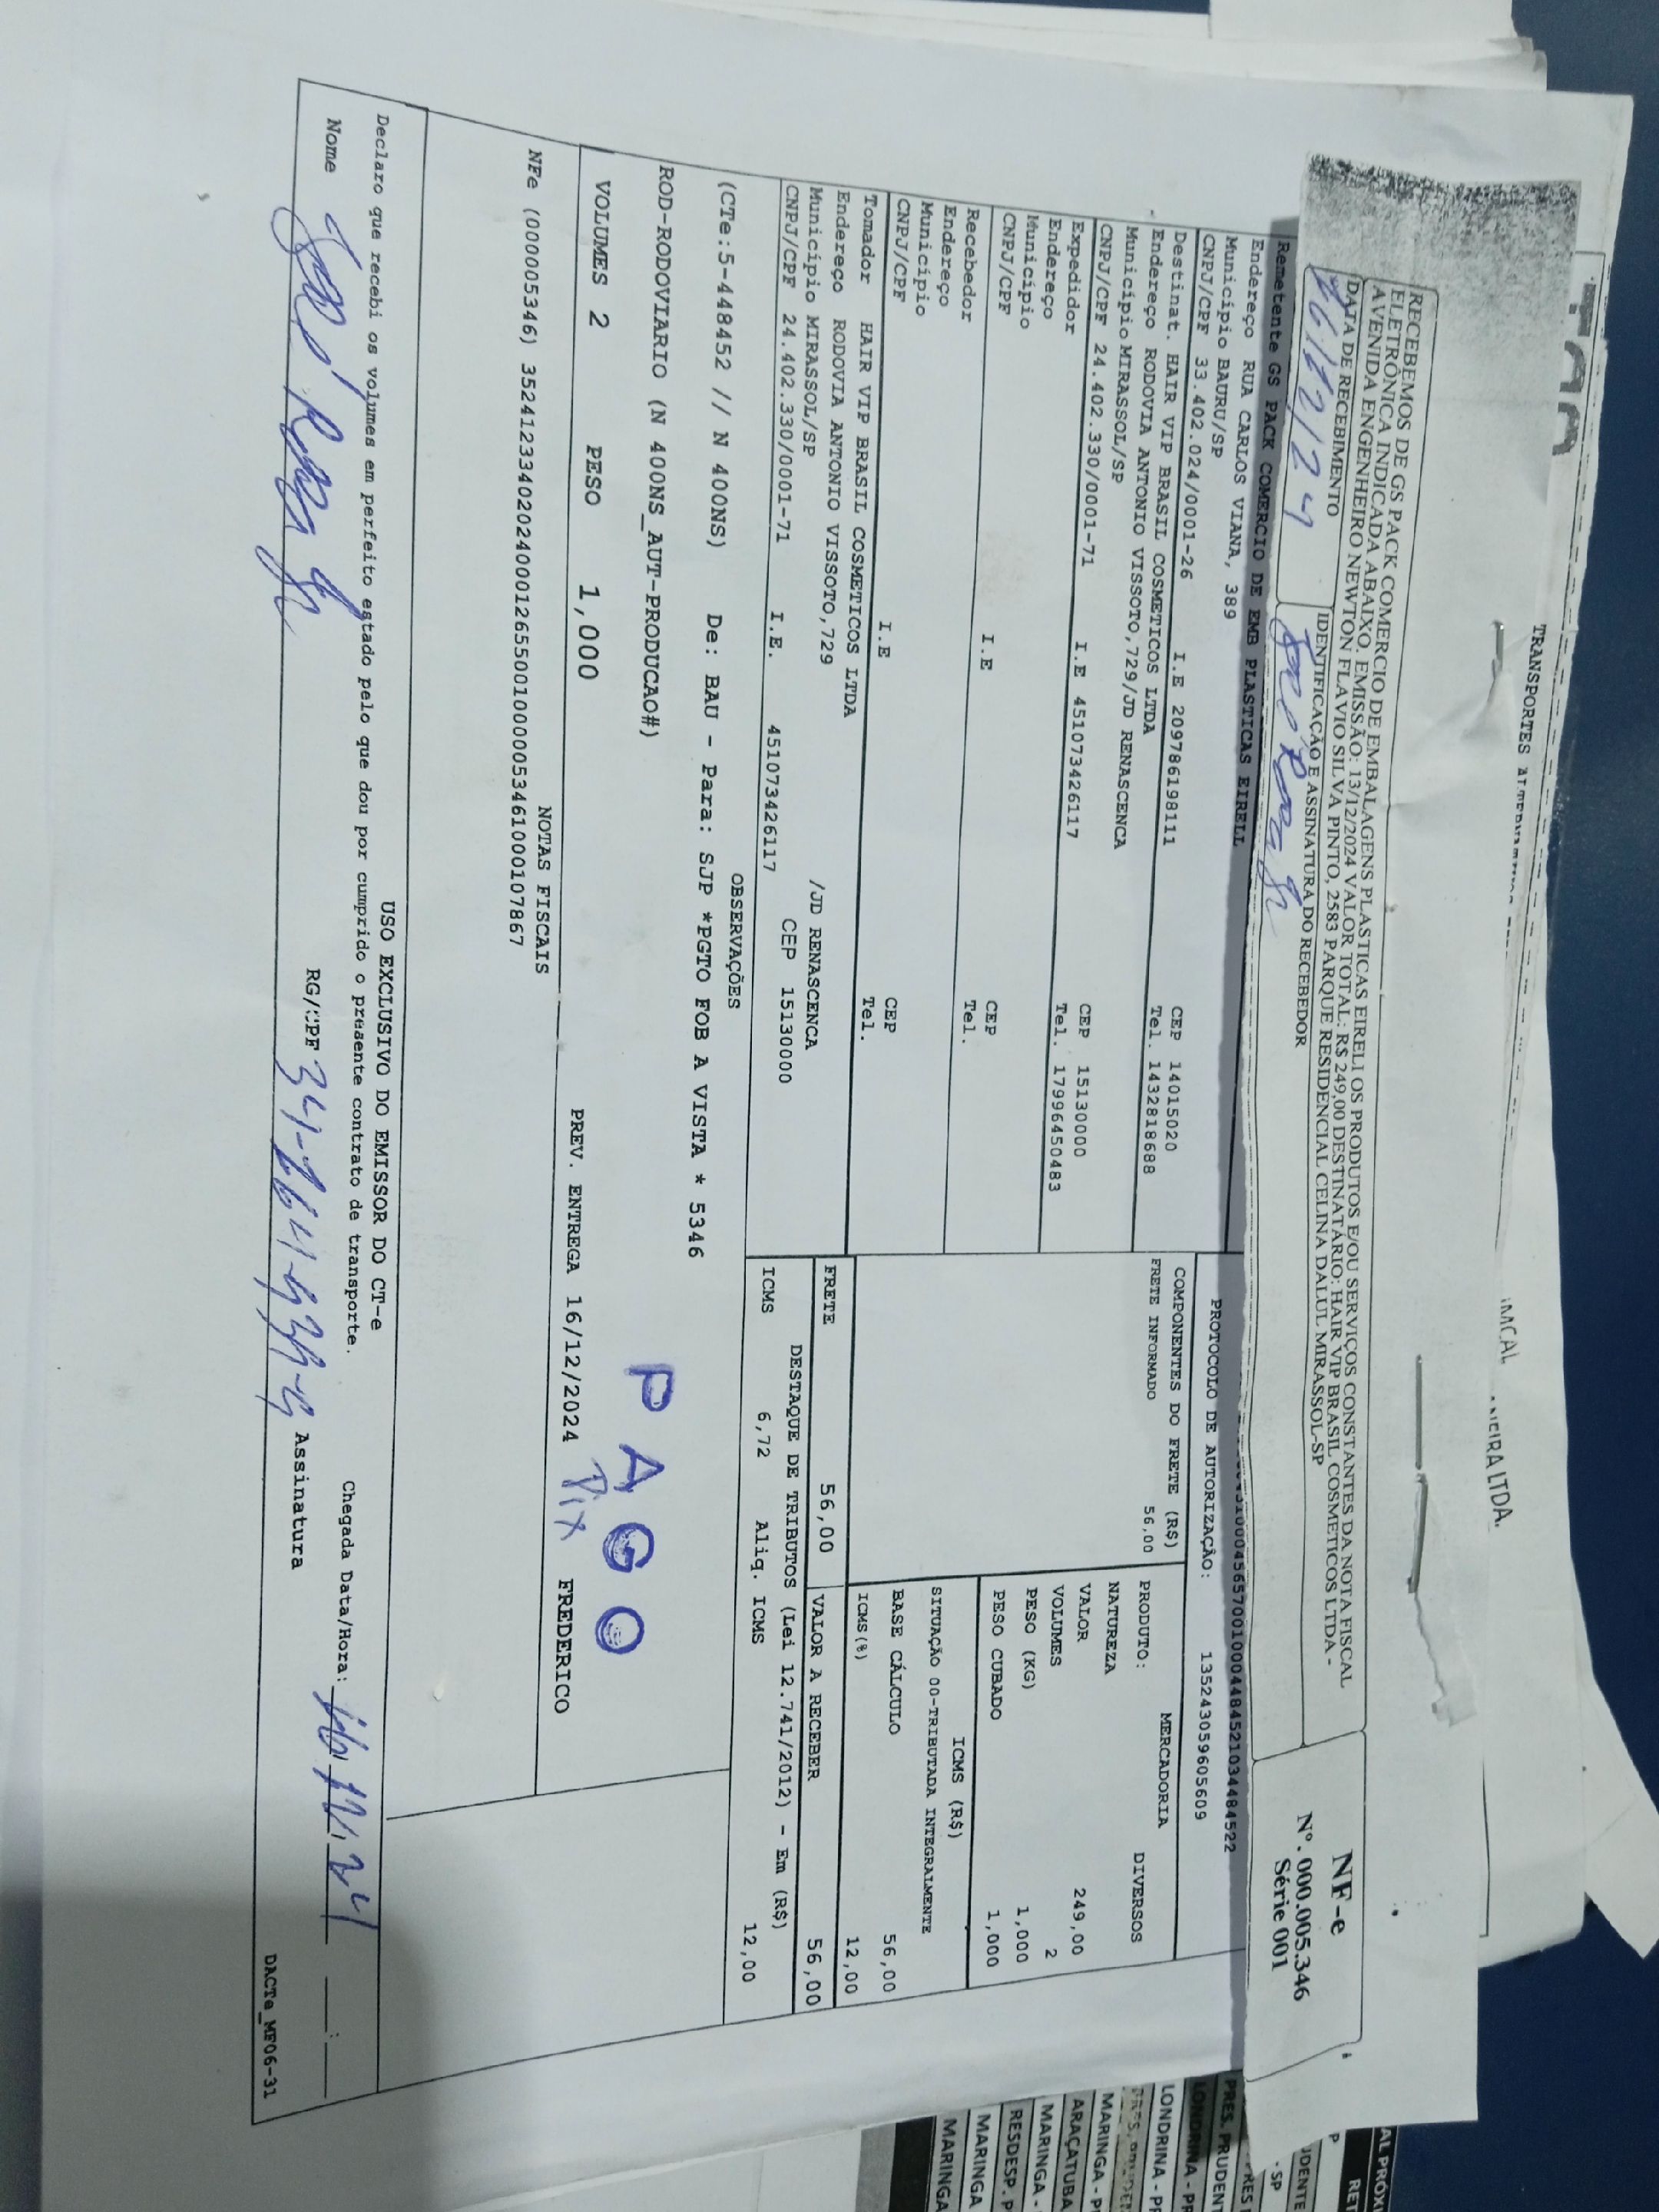 TRANSPORTES
LTDA.
RECEBEMOS DE GS PACK COMERCIO DE EMBALAGENS PLASTICAS EIRELI OS PRODUTOS E/OU SERVIÇOS CONSTANTES DA NOTA FISCAL
ELETRÔNICA INDICADA ABAIXO. EMISSÃO: 13/12/2024 VALOR TOTAL: R$ 249,00 DESTINATÁRIO: HAIR VIP BRASIL COSMETICOS LTDA -
AVENIDA ENGENHEIRO NEWTON FLAVIO SILVA PINTO, 2583 PARQUE RESIDENCIAL CELINA DALUL MIRASSOL-SP
DATA DE RECEBIMENTO
IDENTIFICAÇÃO E ASSINATURA DO RECEBEDOR
16/12/24
NF-e
Nº. 000.005.346
Série 001
Remetente GS PACK COMERCIO DE EMB PLASTICAS EIRELL
Endereço RUA CARLOS VIANA, 389
Município BAURU/SP
CEP 14015020
CNPJ/CPF 33.402.024/0001-26 I.E 209786198111 Tel. 1432818688
Destinat. HAIR VIP BRASIL COSMETICOS LTDA
Endereço RODOVIA ANTONIO VISSOTO,729/JD RENASCENCA
Município MIRASSOL/SP CEP 15130000
CNPJ/CPF 24.402.330/0001-71 I.E 451073426117 Tel. 17996450483
Expedidor
Endereço
Município CEP
CNPJ/CPF I.E Tel.
Recebedor
Endereço
Município CEP
CNPJ/CPF I.E Tel.
Tomador HAIR VIP BRASIL COSMETICOS LTDA
Endereço RODOVIA ANTONIO VISSOTO,729 /JD RENASCENCA
Município MIRASSOL/SP CEP 15130000
CNPJ/CPF 24.402.330/0001-71 I.E. 451073426117
PROTOCOLO DE AUTORIZAÇÃO: 135243059605609
COMPONENTES DO FRETE (R$)
FRETE INFORMADO 56,00
MERCADORIA
PRODUTO: DIVERSOS
NATUREZA
VALOR 249,00
VOLUMES 2
PESO (KG) 1,000
PESO CUBADO 1,000
ICMS (R$)
SITUAÇÃO 00-TRIBUTADA INTEGRALMENTE
BASE CÁLCULO 56,00
ICMS(%) 12,00
FRETE 56,00 VALOR A RECEBER 56,00
DESTAQUE DE TRIBUTOS (Lei 12.741/2012) - Em (R$)
ICMS 6,72 Aliq. ICMS 12,00
OBSERVAÇÕES
(CTe:5-448452 // N 400NS) De: BAU - Para: SJP *PGTO FOB A VISTA * 5346
ROD-RODOVIARIO (N 400NS_AUT-PRODUCAO#)
PAGO
Pix
VOLUMES 2 PESO 1,000 PREV. ENTREGA 16/12/2024 FREDERICO
NOTAS FISCAIS
NFe (000005346) 35241233402024000126550010000053461000107867
USO EXCLUSIVO DO EMISSOR DO CT-e
Declaro que recebi os volumes em perfeito estado pelo que dou por cumprido o presente contrato de transporte.
Chegada Data/Hora: 16/12/24
Nome RG/CPF Assinatura
DACTe_MF06-31